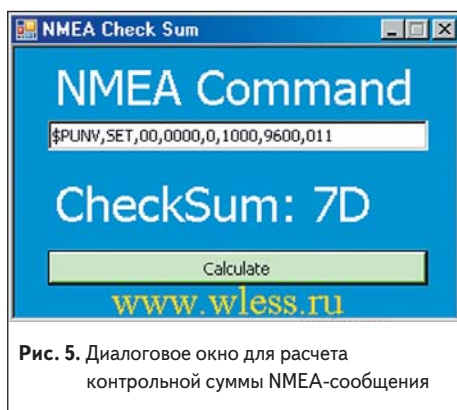 NMEA Check Sum
NMEA Command
$PUNV,SET,00,0000,0,1000,9600,011
CheckSum: 7D
Calculate
www.wless.ru
Рис. 5. Диалоговое окно для расчета
контрольной суммы NMEA-сообщения